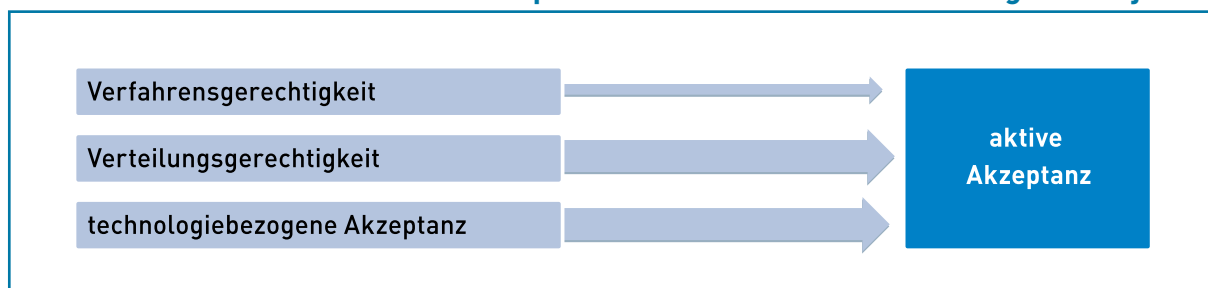 Verfahrensgerechtigkeit
Verteilungsgerechtigkeit
technologiebezogene Akzeptanz
aktive
Akzeptanz